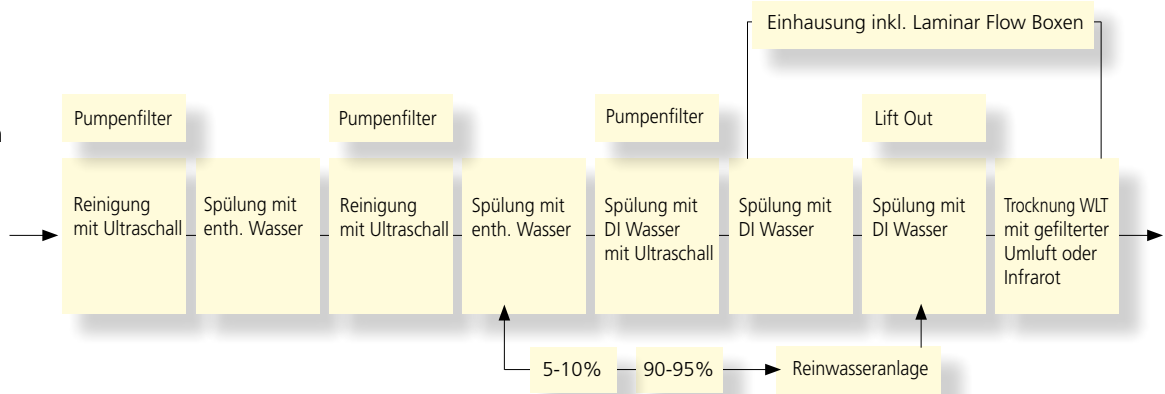 Einhausung inkl. Laminar Flow Boxen
Pumpenfilter
Pumpenfilter
Pumpenfilter
Lift Out
Reinigung
mit Ultraschall
Spülung mit
enth. Wasser
Reinigung
mit Ultraschall
Spülung mit
enth. Wasser
Spülung mit
DI Wasser
mit Ultraschall
Spülung mit
DI Wasser
Spülung mit
DI Wasser
Trocknung WLT
mit gefilterter
Umluft oder
Infrarot
5-10%
90-95%
Reinwasseranlage